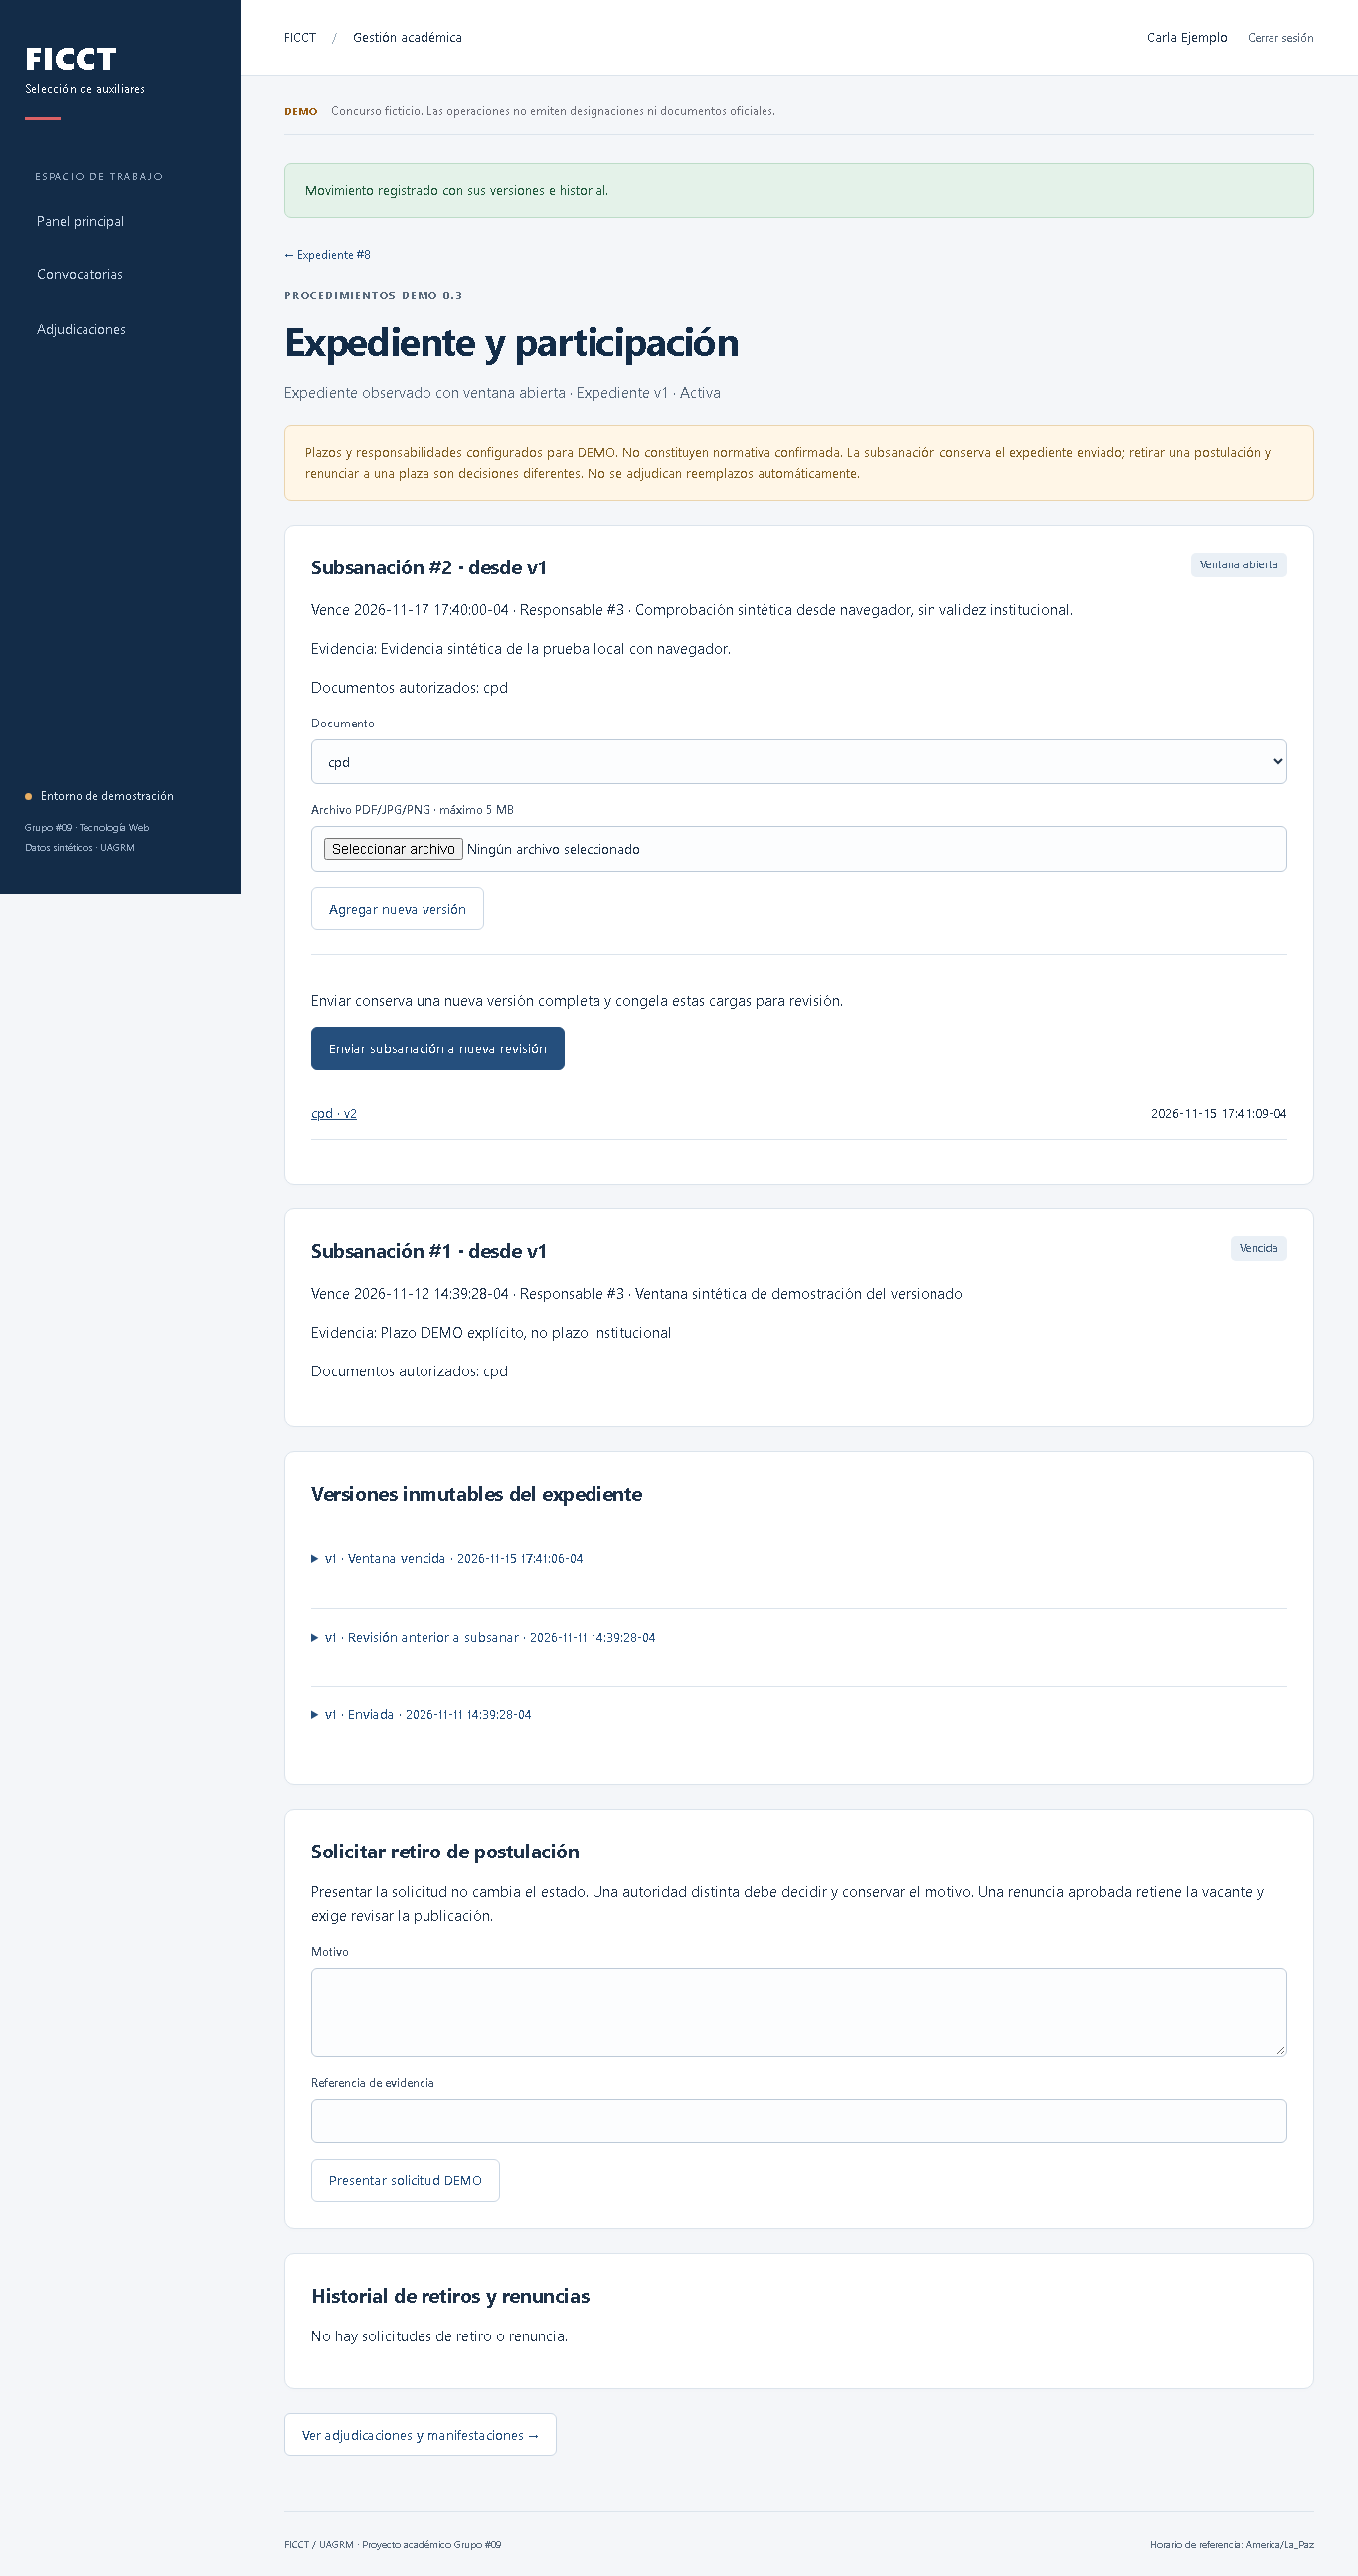 FICCT
Selección de auxiliares
ESPACIO DE TRABAJO
Panel principal
Convocatorias
Adjudicaciones
Entorno de demostración
Grupo #09 · Tecnología Web
Datos sintéticos · UAGRM
FICCT / Gestión académica
Carla Ejemplo Cerrar sesión
DEMO Concurso ficticio. Las operaciones no emiten designaciones ni documentos oficiales.
Movimiento registrado con sus versiones e historial.
← Expediente #8
PROCEDIMIENTOS DEMO 0.3
Expediente y participación
Expediente observado con ventana abierta · Expediente v1 · Activa
Plazos y responsabilidades configurados para DEMO. No constituyen normativa confirmada. La subsanación conserva el expediente enviado; retirar una postulación y
renunciar a una plaza son decisiones diferentes. No se adjudican reemplazos automáticamente.
Subsanación #2 · desde v1
Ventana abierta
Vence 2026-11-17 17:40:00-04 · Responsable #3 · Comprobación sintética desde navegador, sin validez institucional.
Evidencia: Evidencia sintética de la prueba local con navegador.
Documentos autorizados: cpd
Documento
cpd
Archivo PDF/JPG/PNG · máximo 5 MB
Seleccionar archivo Ningún archivo seleccionado
Agregar nueva versión
Enviar conserva una nueva versión completa y congela estas cargas para revisión.
Enviar subsanación a nueva revisión
cpd · v2 2026-11-15 17:41:09-04
Subsanación #1 · desde v1
Vencida
Vence 2026-11-12 14:39:28-04 · Responsable #3 · Ventana sintética de demostración del versionado
Evidencia: Plazo DEMO explícito, no plazo institucional
Documentos autorizados: cpd
Versiones inmutables del expediente
▶ v1 · Ventana vencida · 2026-11-15 17:41:06-04
▶ v1 · Revisión anterior a subsanar · 2026-11-11 14:39:28-04
▶ v1 · Enviada · 2026-11-11 14:39:28-04
Solicitar retiro de postulación
Presentar la solicitud no cambia el estado. Una autoridad distinta debe decidir y conservar el motivo. Una renuncia aprobada retiene la vacante y
exige revisar la publicación.
Motivo
Referencia de evidencia
Presentar solicitud DEMO
Historial de retiros y renuncias
No hay solicitudes de retiro o renuncia.
Ver adjudicaciones y manifestaciones →
FICCT / UAGRM · Proyecto académico Grupo #09
Horario de referencia: America/La_Paz